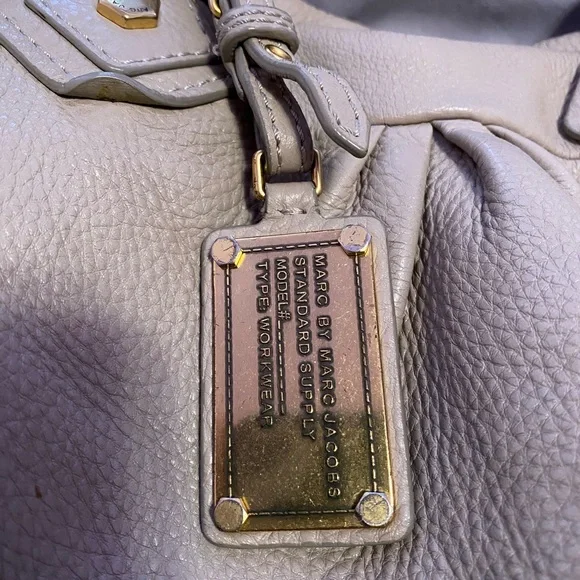 MARC BY MARC JACOBS
STANDARD SUPPLY
MODEL#
TYPE: WORKWEAR